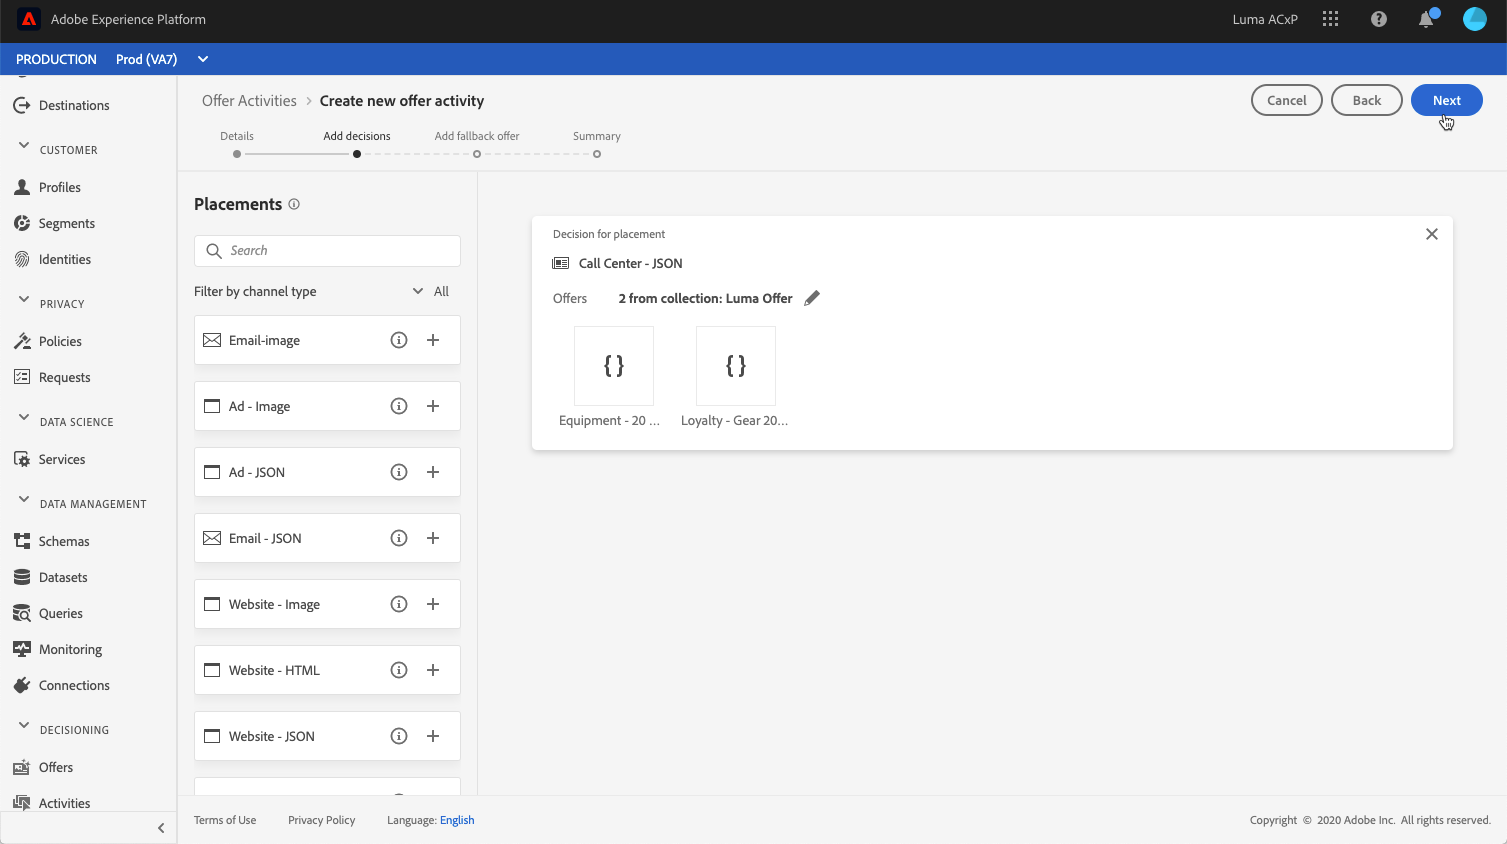 Adobe Experience Platform
Luma ACxP
PRODUCTION Prod (VA7)
Destinations
CUSTOMER
Profiles
Segments
Identities
PRIVACY
Policies
Requests
DATA SCIENCE
Services
DATA MANAGEMENT
Schemas
Datasets
Queries
Monitoring
Connections
DECISIONING
Offers
Activities
Offer Activities > Create new offer activity
Cancel
Back
Next
Details
Add decisions
Add fallback offer
Summary
Placements
Search
Filter by channel type
All
Email-image
Ad - Image
Ad - JSON
Email - JSON
Website - Image
Website - HTML
Website - JSON
Decision for placement
Call Center - JSON
Offers 2 from collection: Luma Offer
{ } { }
Equipment - 20 ... Loyalty - Gear 20...
Terms of Use Privacy Policy Language: English
Copyright © 2020 Adobe Inc. All rights reserved.